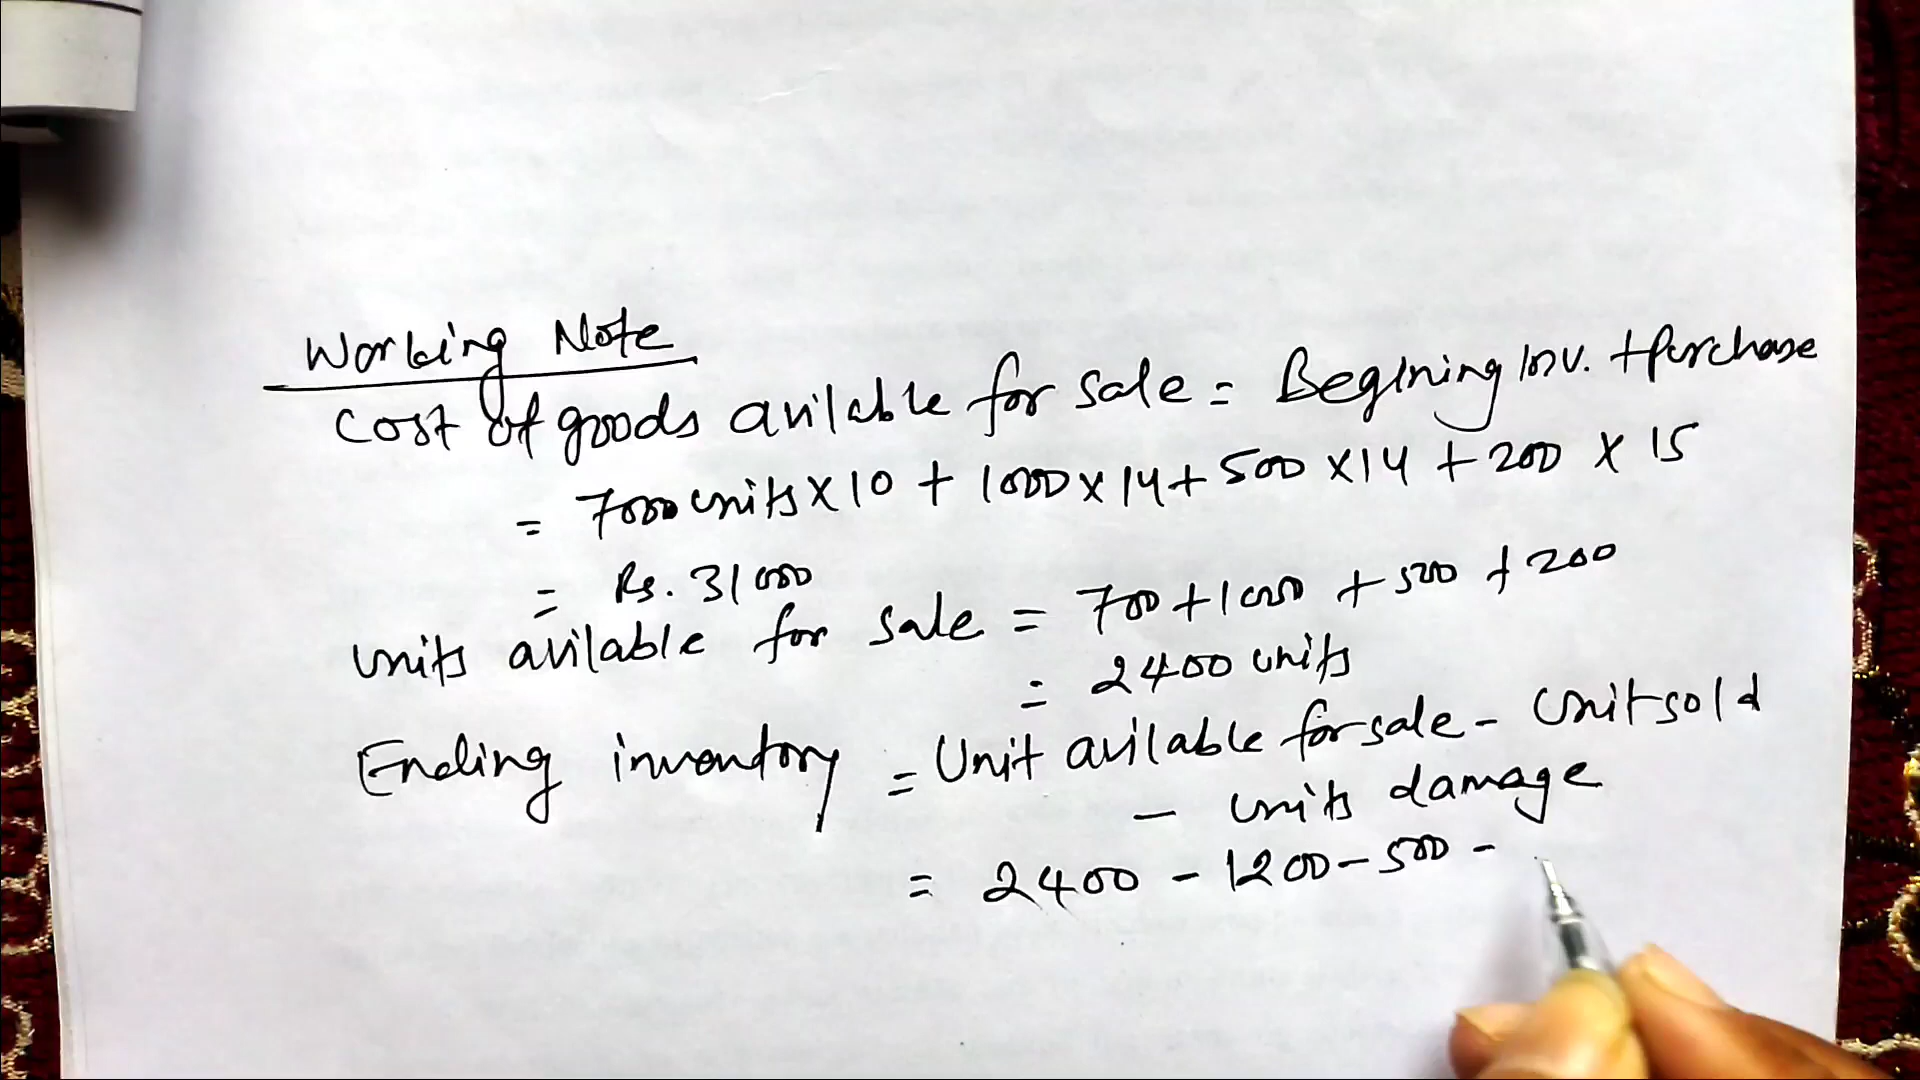 Working Note
Cost of goods avilable for sale = Begining Inv. + Purchase
= 7000 units X 10 + 1000 X 14 + 500 X 14 + 200 X 15
= Rs. 31000
units avilable for sale = 700 + 1000 + 500 + 200
= 2400 units
Ending inventory = Unit avilable for sale - Unit sold
- units damage
= 2400 - 1200 - 500 -